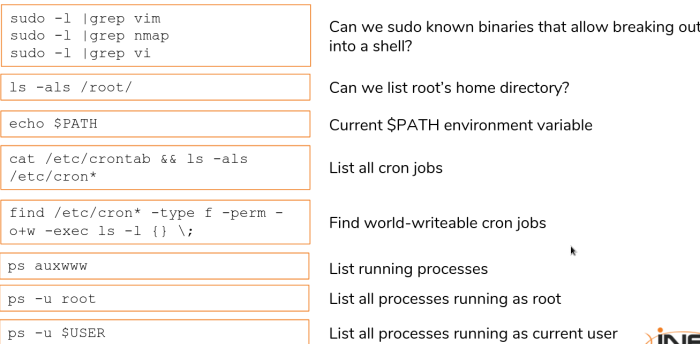 sudo -l |grep vim
sudo -l |grep nmap
sudo -l |grep vi
Can we sudo known binaries that allow breaking out
into a shell?
ls -als /root/
Can we list root's home directory?
echo $PATH
Current $PATH environment variable
cat /etc/crontab && ls -als
/etc/cron*
List all cron jobs
find /etc/cron* -type f -perm -
o+w -exec ls -l {} \;
Find world-writeable cron jobs
ps auxwww
List running processes
ps -u root
List all processes running as root
ps -u $USER
List all processes running as current user